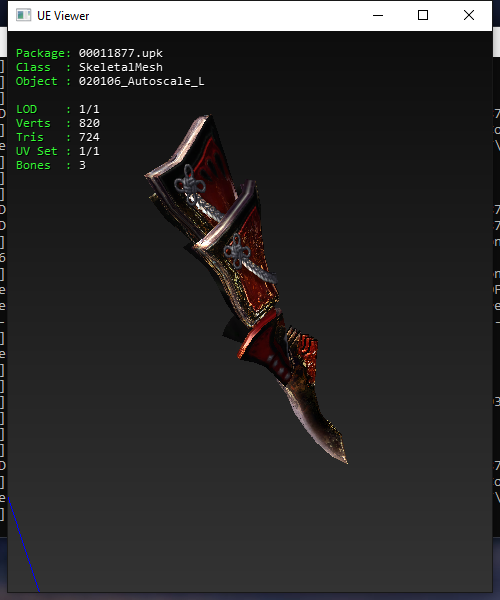 UE Viewer
Package: 00011877.upk
Class : SkeletalMesh
Object : 020106_Autoscale_L
LOD : 1/1
Verts : 820
Tris : 724
UV Set : 1/1
Bones : 3